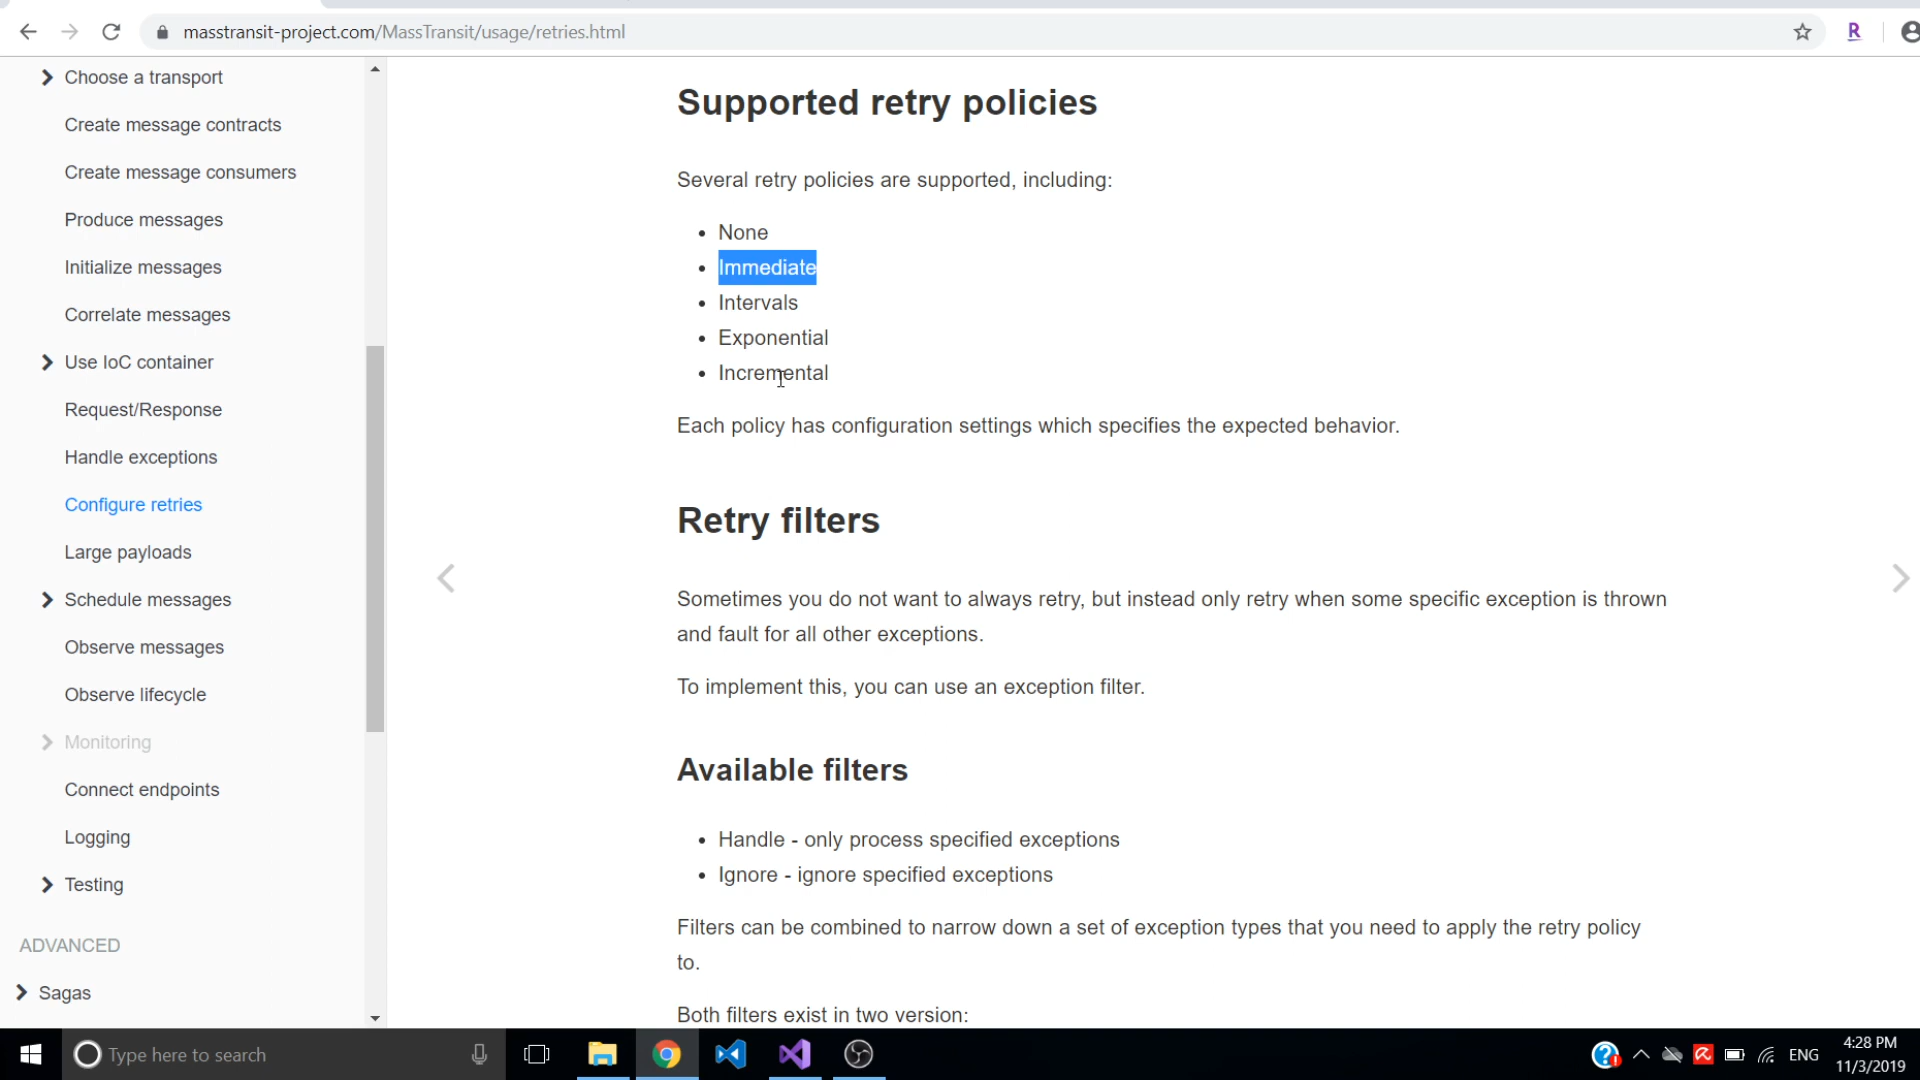 masstransit-project.com/MassTransit/usage/retries.html
R
Choose a transport
Create message contracts
Create message consumers
Produce messages
Initialize messages
Correlate messages
Use IoC container
Request/Response
Handle exceptions
Configure retries
Large payloads
Schedule messages
Observe messages
Observe lifecycle
Monitoring
Connect endpoints
Logging
Testing
ADVANCED
Sagas
Supported retry policies
Several retry policies are supported, including:
• None
• Immediate
• Intervals
• Exponential
• Incremental
Each policy has configuration settings which specifies the expected behavior.
Retry filters
Sometimes you do not want to always retry, but instead only retry when some specific exception is thrown
and fault for all other exceptions.
To implement this, you can use an exception filter.
Available filters
• Handle - only process specified exceptions
• Ignore - ignore specified exceptions
Filters can be combined to narrow down a set of exception types that you need to apply the retry policy
to.
Both filters exist in two version:
Type here to search
ENG
4:28 PM
11/3/2019